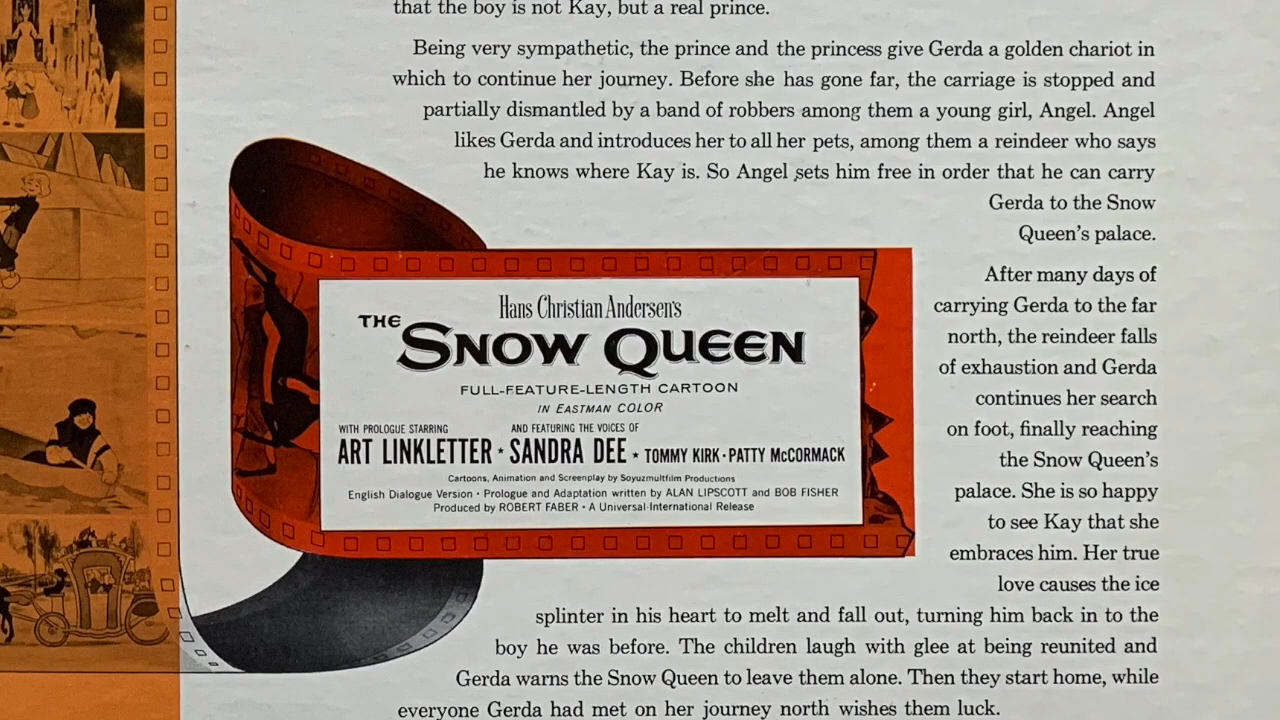 that the boy is not Kay, but a real prince.
Being very sympathetic, the prince and the princess give Gerda a golden chariot in
which to continue her journey. Before she has gone far, the carriage is stopped and
partially dismantled by a band of robbers among them a young girl, Angel. Angel
likes Gerda and introduces her to all her pets, among them a reindeer who says
he knows where Kay is. So Angel sets him free in order that he can carry
Gerda to the Snow
Queen's palace.
After many days of
carrying Gerda to the far
north, the reindeer falls
of exhaustion and Gerda
continues her search
on foot, finally reaching
the Snow Queen's
palace. She is so happy
to see Kay that she
embraces him. Her true
love causes the ice
splinter in his heart to melt and fall out, turning him back in to the
boy he was before. The children laugh with glee at being reunited and
Gerda warns the Snow Queen to leave them alone. Then they start home, while
everyone Gerda had met on her journey north wishes them luck.
Hans Christian Andersen's
THE
SNOW QUEEN
FULL-FEATURE-LENGTH CARTOON
IN EASTMAN COLOR
WITH PROLOGUE STARRING AND FEATURING THE VOICES OF
ART LINKLETTER • SANDRA DEE • TOMMY KIRK • PATTY McCORMACK
Cartoons, Animation and Screenplay by Soyuzmultfilm Productions
English Dialogue Version • Prologue and Adaptation written by ALAN LIPSCOTT and BOB FISHER
Produced by ROBERT FABER • A Universal-International Release